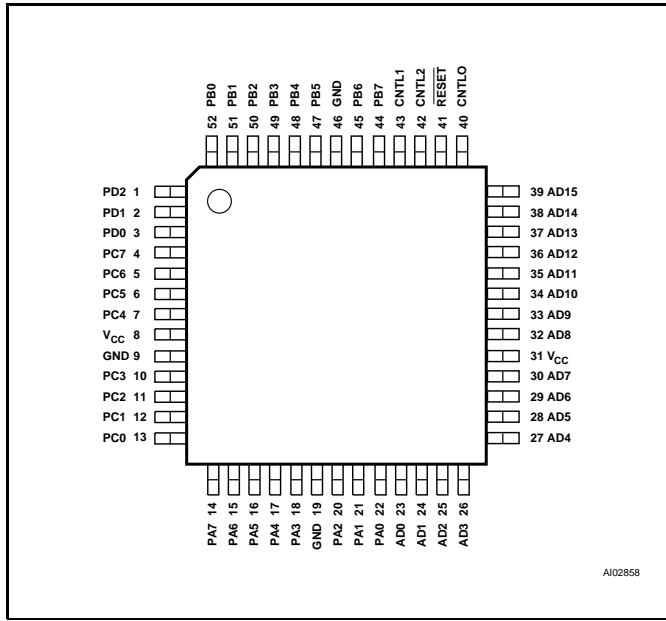 52 PB0
51 PB1
50 PB2
49 PB3
48 PB4
47 PB5
46 GND
45 PB6
44 PB7
43 CNTL1
42 CNTL2
41 RESET
40 CNTLO
PD2 1
PD1 2
PD0 3
PC7 4
PC6 5
PC5 6
PC4 7
VCC 8
GND 9
PC3 10
PC2 11
PC1 12
PC0 13
39 AD15
38 AD14
37 AD13
36 AD12
35 AD11
34 AD10
33 AD9
32 AD8
31 VCC
30 AD7
29 AD6
28 AD5
27 AD4
PA7 14
PA6 15
PA5 16
PA4 17
PA3 18
GND 19
PA2 20
PA1 21
PA0 22
AD0 23
AD1 24
AD2 25
AD3 26
AI02858